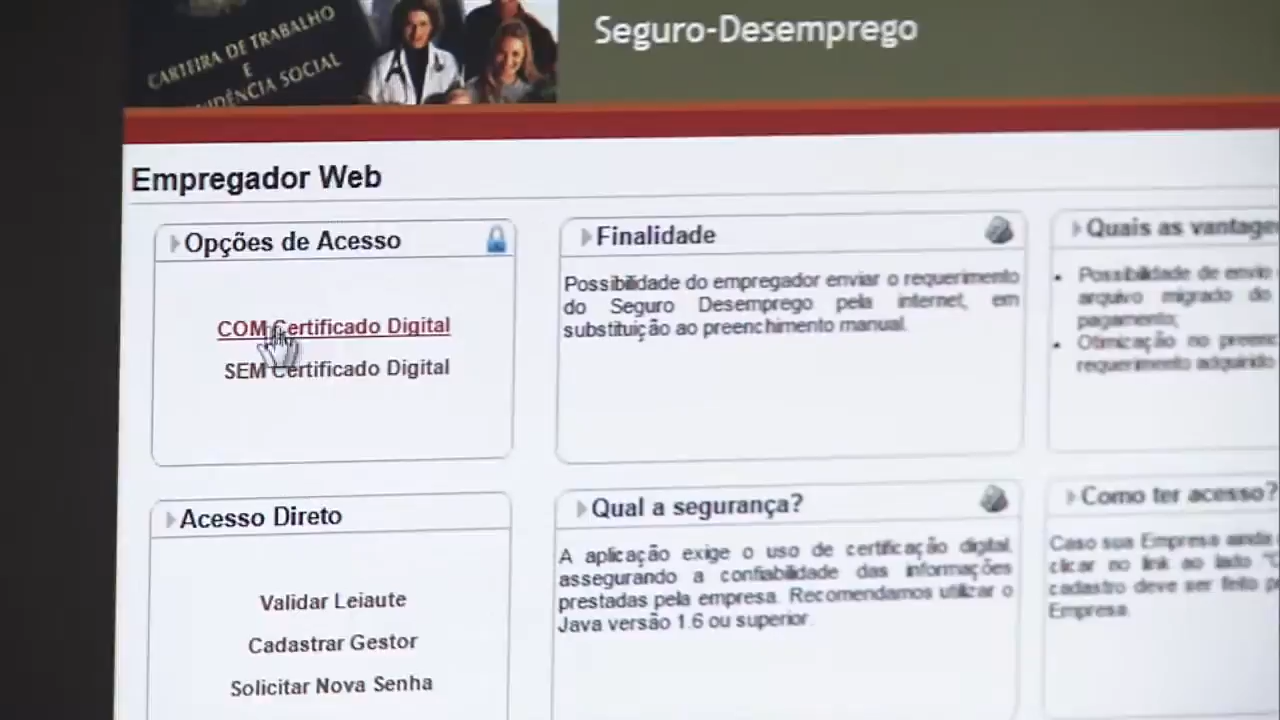 CARTEIRA DE TRABALHO
E
SOCIAL
Seguro-Desemprego
Empregador Web
Opções de Acesso
COM Certificado Digital
SEM Certificado Digital
Finalidade
Possibilidade do empregador enviar o requerimento
do Seguro Desemprego pela internet, em
substituição ao preenchimento manual.
Quais as
Possibilidade de envio
arquivo migrado do
pagamento;
Otimização no
requerimento adquirido
Acesso Direto
Validar Leiaute
Cadastrar Gestor
Solicitar Nova Senha
Qual a segurança?
A aplicação exige o uso de certificação digital,
assegurando a confiabilidade das informações
prestadas pela empresa. Recomendamos utilizar o
Java versão 1.6 ou superior.
Como ter acesso?
Caso sua Empresa ainda
clicar no link ao lado
cadastro deve ser feito
Empresa.